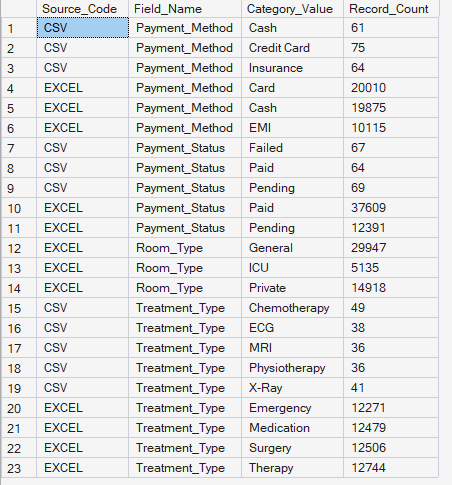 Source_Code Field_Name Category_Value Record_Count
1 CSV Payment_Method Cash 61
2 CSV Payment_Method Credit Card 75
3 CSV Payment_Method Insurance 64
4 EXCEL Payment_Method Card 20010
5 EXCEL Payment_Method Cash 19875
6 EXCEL Payment_Method EMI 10115
7 CSV Payment_Status Failed 67
8 CSV Payment_Status Paid 64
9 CSV Payment_Status Pending 69
10 EXCEL Payment_Status Paid 37609
11 EXCEL Payment_Status Pending 12391
12 EXCEL Room_Type General 29947
13 EXCEL Room_Type ICU 5135
14 EXCEL Room_Type Private 14918
15 CSV Treatment_Type Chemotherapy 49
16 CSV Treatment_Type ECG 38
17 CSV Treatment_Type MRI 36
18 CSV Treatment_Type Physiotherapy 36
19 CSV Treatment_Type X-Ray 41
20 EXCEL Treatment_Type Emergency 12271
21 EXCEL Treatment_Type Medication 12479
22 EXCEL Treatment_Type Surgery 12506
23 EXCEL Treatment_Type Therapy 12744